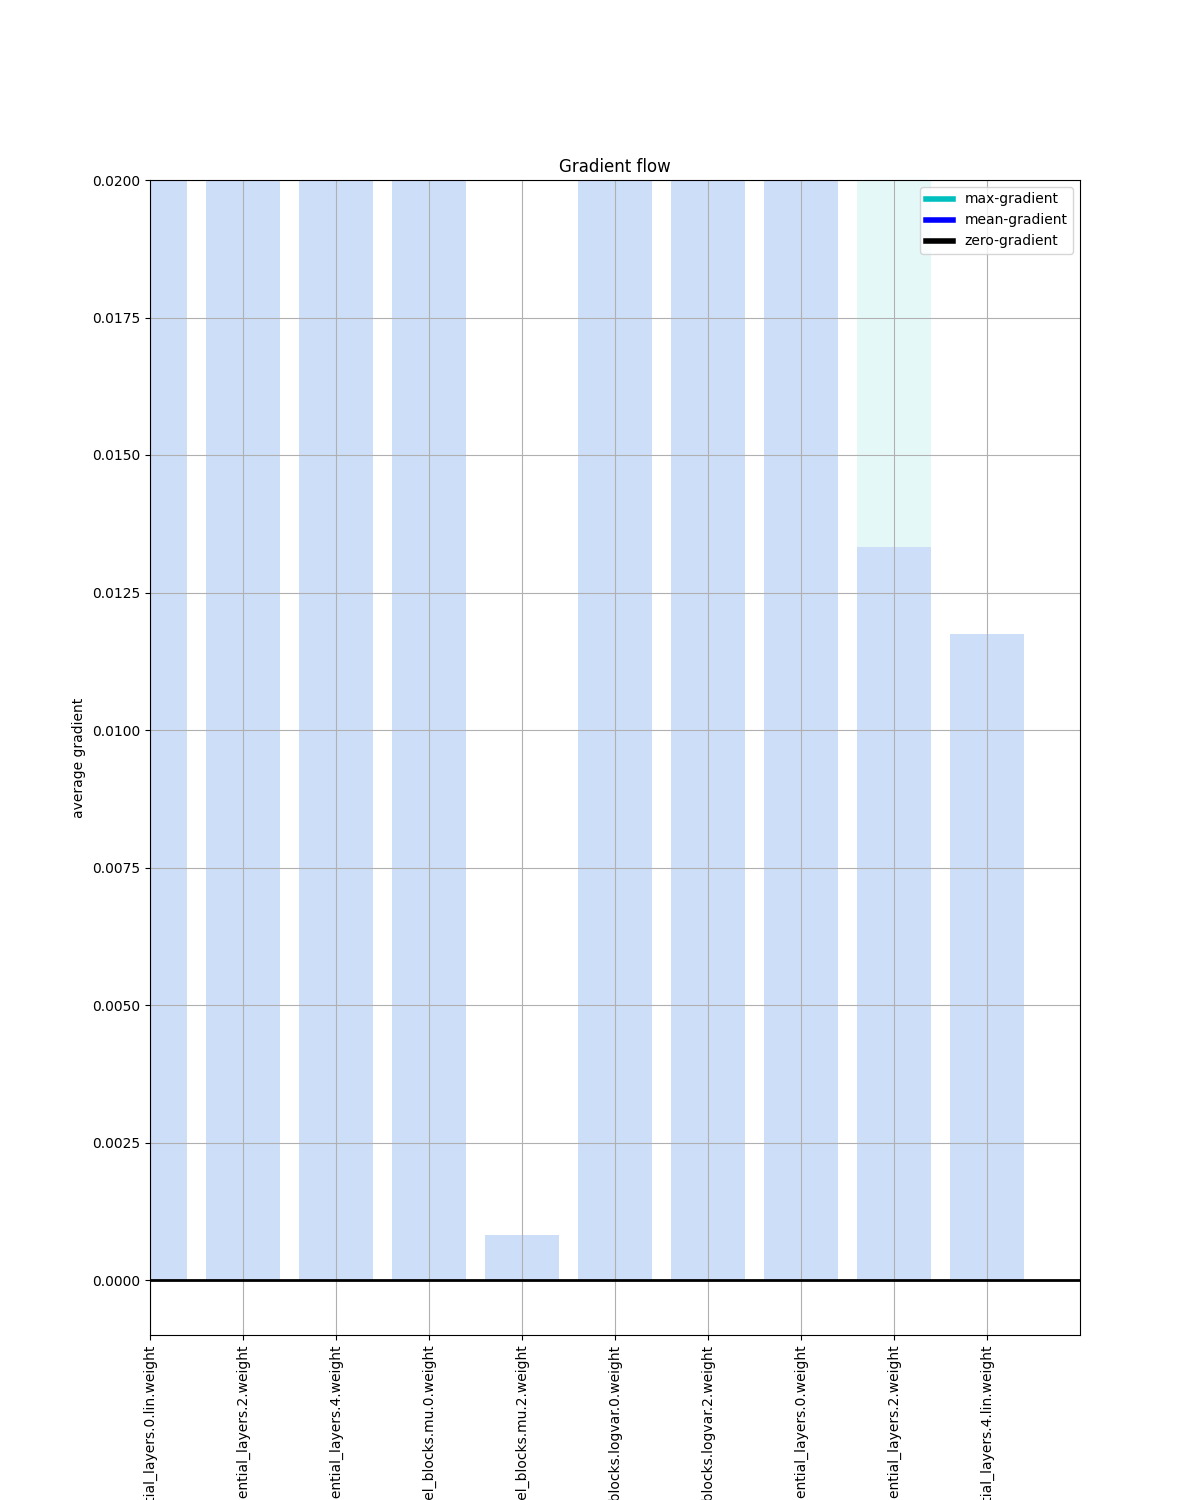 Gradient flow
max-gradient
mean-gradient
zero-gradient
0.0200
0.0175
0.0150
0.0125
0.0100
0.0075
0.0050
0.0025
0.0000
average gradient
tial_layers.0.lin.weight
ential_layers.2.weight
ential_layers.4.weight
el_blocks.mu.0.weight
el_blocks.mu.2.weight
blocks.logvar.0.weight
blocks.logvar.2.weight
ential_layers.0.weight
ential_layers.2.weight
tial_layers.4.lin.weight